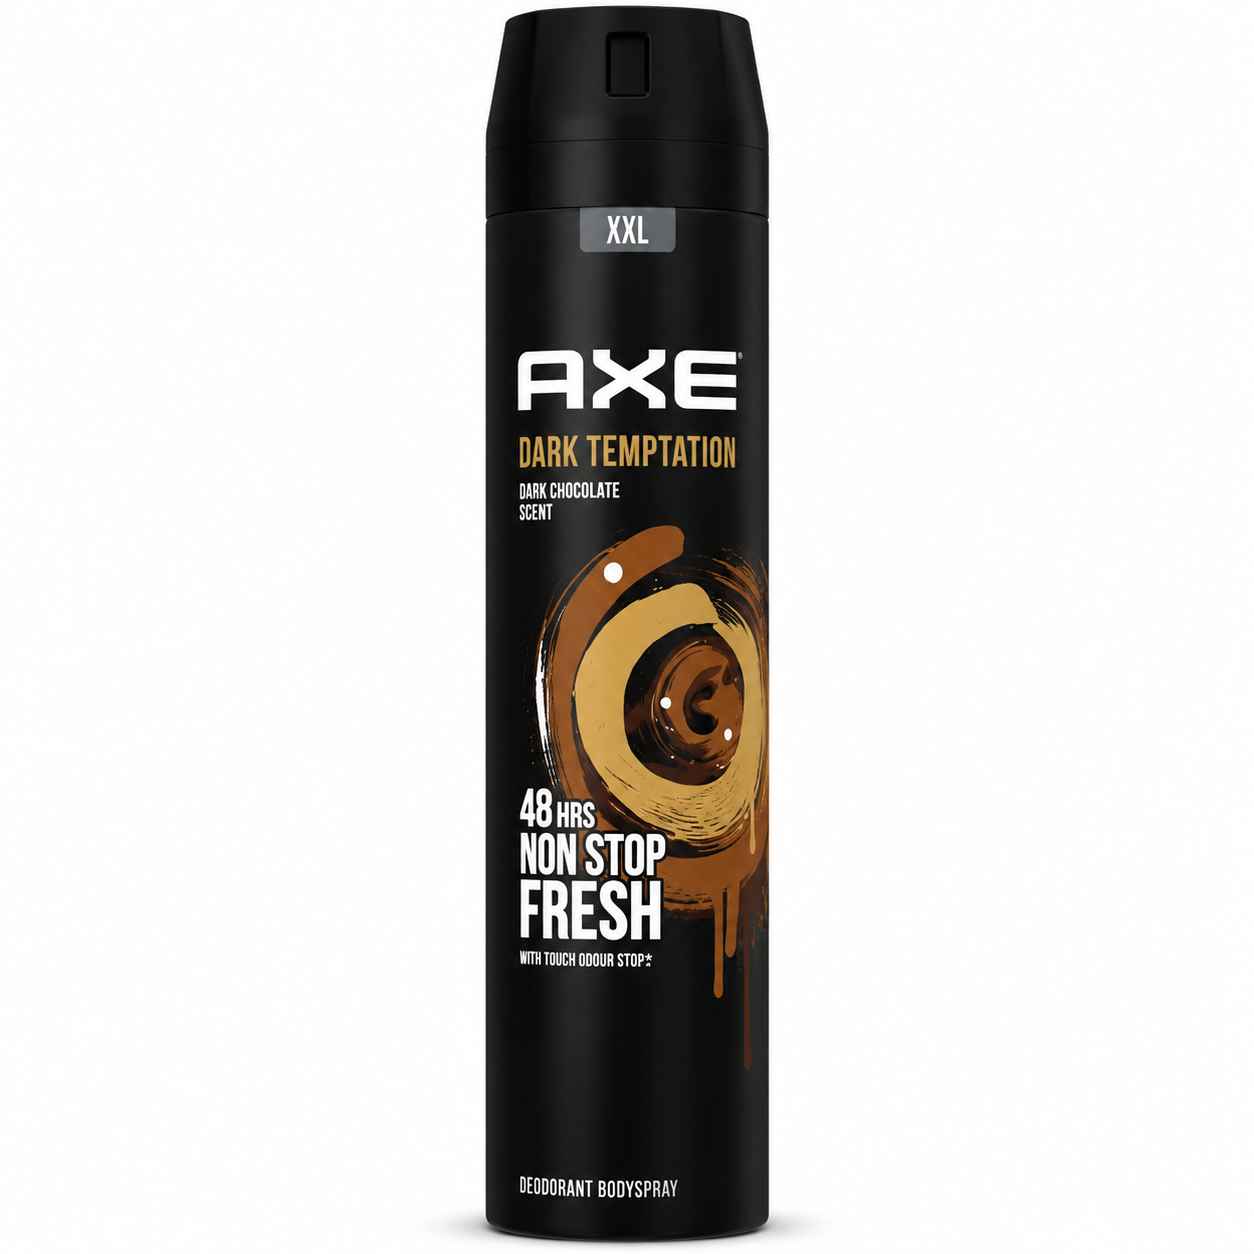 XXL
AXE
DARK TEMPTATION
DARK CHOCOLATE
SCENT
48 HRS
NON STOP
FRESH
WITH TOUCH ODOUR STOP*
DEODORANT BODYSPRAY